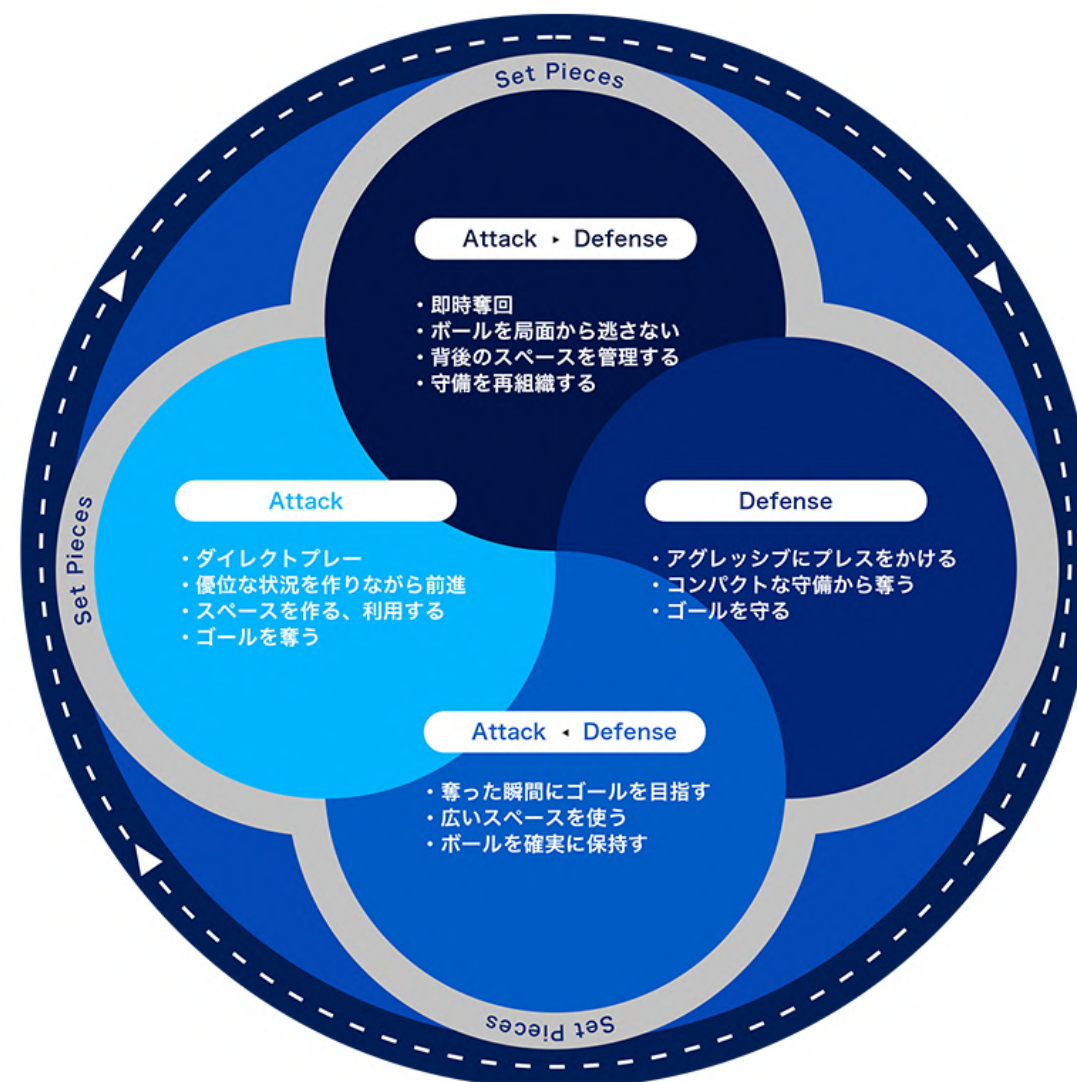 Set Pieces
Attack ▸ Defense
・即時奪回
・ボールを局面から逃さない
・背後のスペースを管理する
・守備を再組織する
Set Pieces
Attack
・ダイレクトプレー
・優位な状況を作りながら前進
・スペースを作る、利用する
・ゴールを奪う
Defense
・アグレッシブにプレスをかける
・コンパクトな守備から奪う
・ゴールを守る
Attack ◂ Defense
・奪った瞬間にゴールを目指す
・広いスペースを使う
・ボールを確実に保持す
Set Pieces